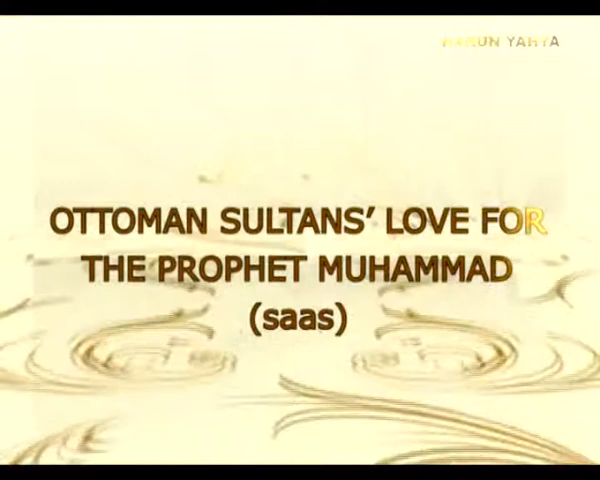 HARUN YAHYA
OTTOMAN SULTANS' LOVE FOR
THE PROPHET MUHAMMAD
(saas)